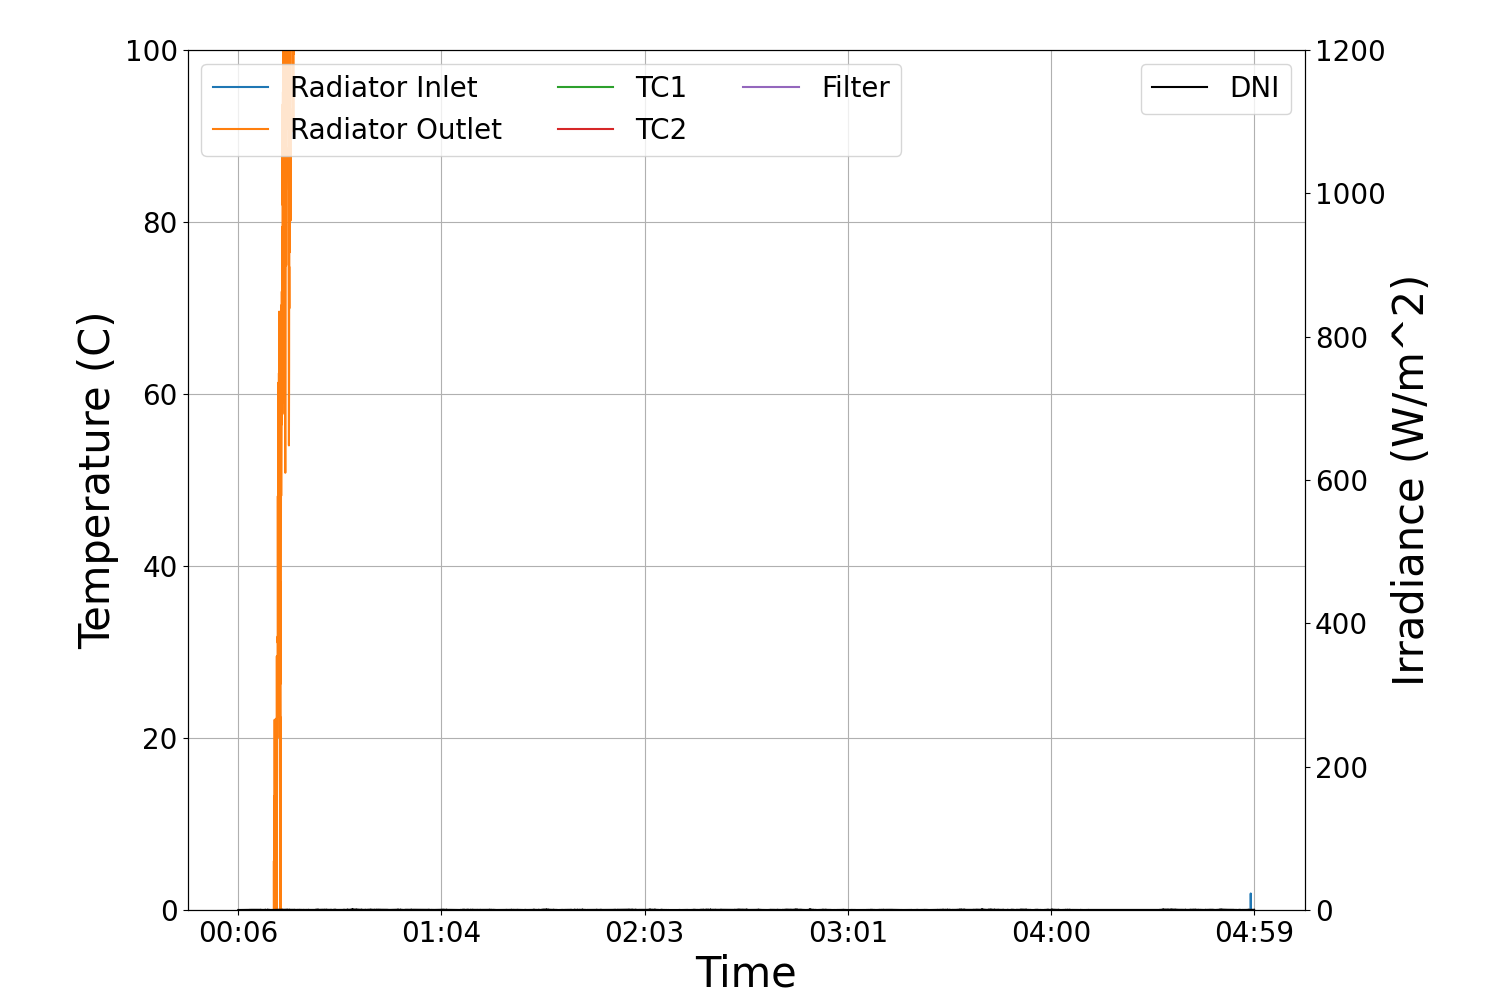 100
80
60
40
20
0
Temperature (C)
Radiator Inlet
Radiator Outlet
TC1
TC2
Filter
DNI
1200
1000
800
600
400
200
0
Irradiance (W/m^2)
00:06 01:04 02:03 03:01 04:00 04:59
Time